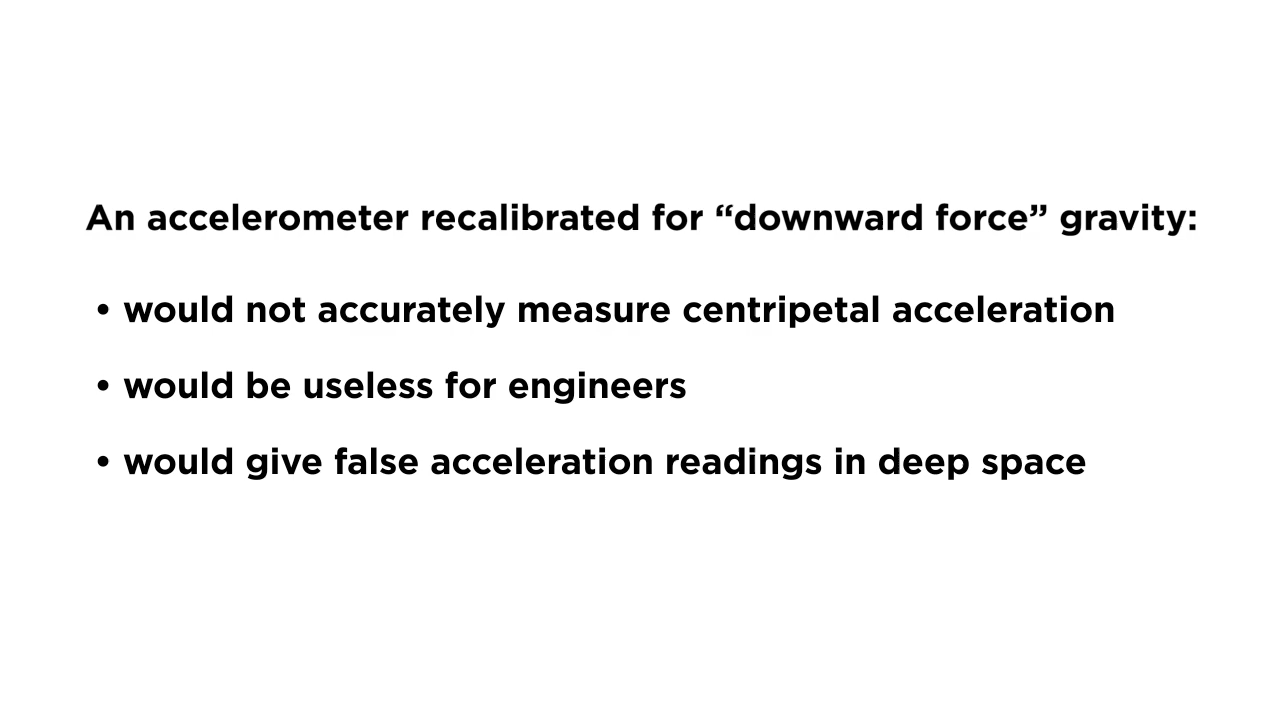 An accelerometer recalibrated for “downward force” gravity:
• would not accurately measure centripetal acceleration
• would be useless for engineers
• would give false acceleration readings in deep space